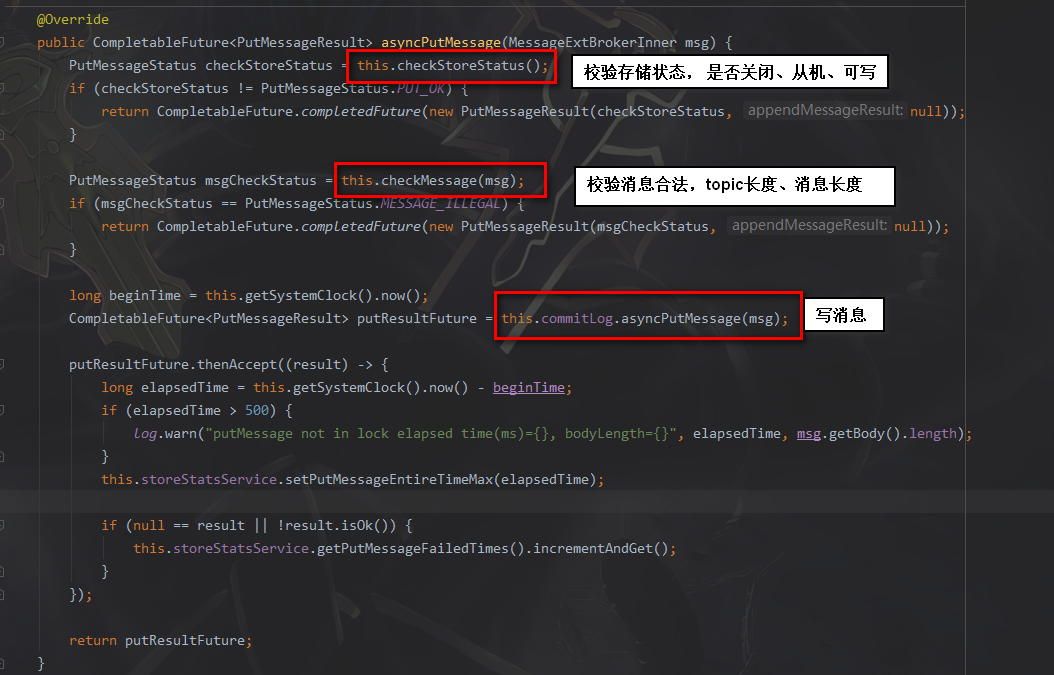 @Override
public CompletableFuture<PutMessageResult> asyncPutMessage(MessageExtBrokerInner msg) {
PutMessageStatus checkStoreStatus = this.checkStoreStatus(); 校验存储状态，是否关闭、从机、可写
if (checkStoreStatus != PutMessageStatus.PUT_OK) {
return CompletableFuture.completedFuture(new PutMessageResult(checkStoreStatus, appendMessageResult: null));
}
PutMessageStatus msgCheckStatus = this.checkMessage(msg); 校验消息合法，topic长度、消息长度
if (msgCheckStatus == PutMessageStatus.MESSAGE_ILLEGAL) {
return CompletableFuture.completedFuture(new PutMessageResult(msgCheckStatus, appendMessageResult: null));
}
long beginTime = this.getSystemClock().now();
CompletableFuture<PutMessageResult> putResultFuture = this.commitLog.asyncPutMessage(msg); 写消息
putResultFuture.thenAccept((result) -> {
long elapsedTime = this.getSystemClock().now() - beginTime;
if (elapsedTime > 500) {
log.warn("putMessage not in lock elapsed time(ms)={}, bodyLength={}", elapsedTime, msg.getBody().length);
}
this.storeStatsService.setPutMessageEntireTimeMax(elapsedTime);
if (null == result || !result.isOk()) {
this.storeStatsService.getPutMessageFailedTimes().incrementAndGet();
}
});
return putResultFuture;
}